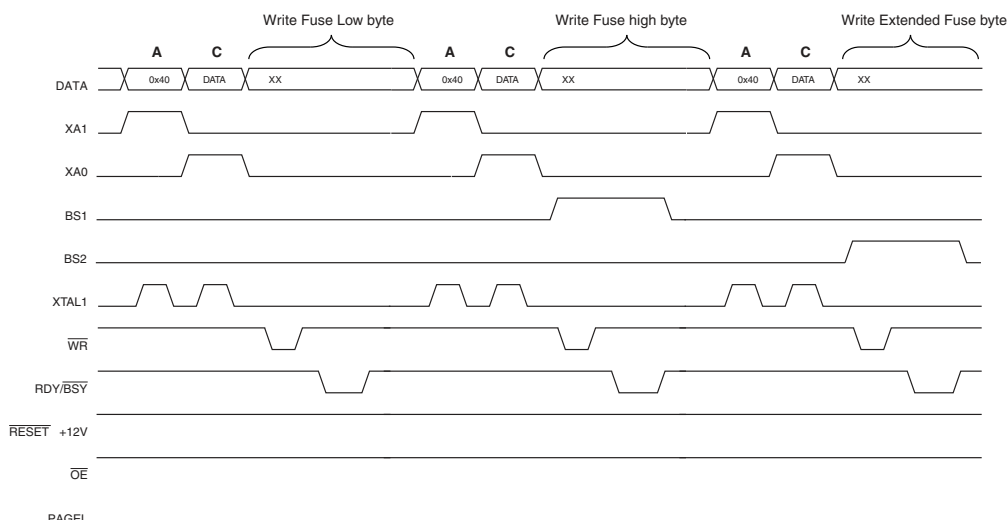 Write Fuse Low byte Write Fuse high byte Write Extended Fuse byte
A C A C A C
DATA 0x40 DATA XX 0x40 DATA XX 0x40 DATA XX
XA1
XA0
BS1
BS2
XTAL1
WR
RDY/BSY
RESET +12V
OE
PAGEL